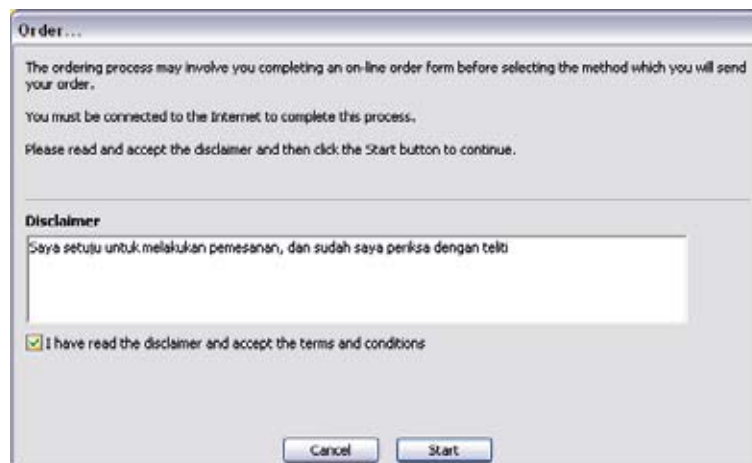 Order...
The ordering process may involve you completing an on-line order form before selecting the method which you will send
your order.
You must be connected to the Internet to complete this process.
Please read and accept the disclaimer and then click the Start button to continue.
Disclaimer
Saya setuju untuk melakukan pemesanan, dan sudah saya periksa dengan teliti
I have read the disclaimer and accept the terms and conditions
Cancel Start